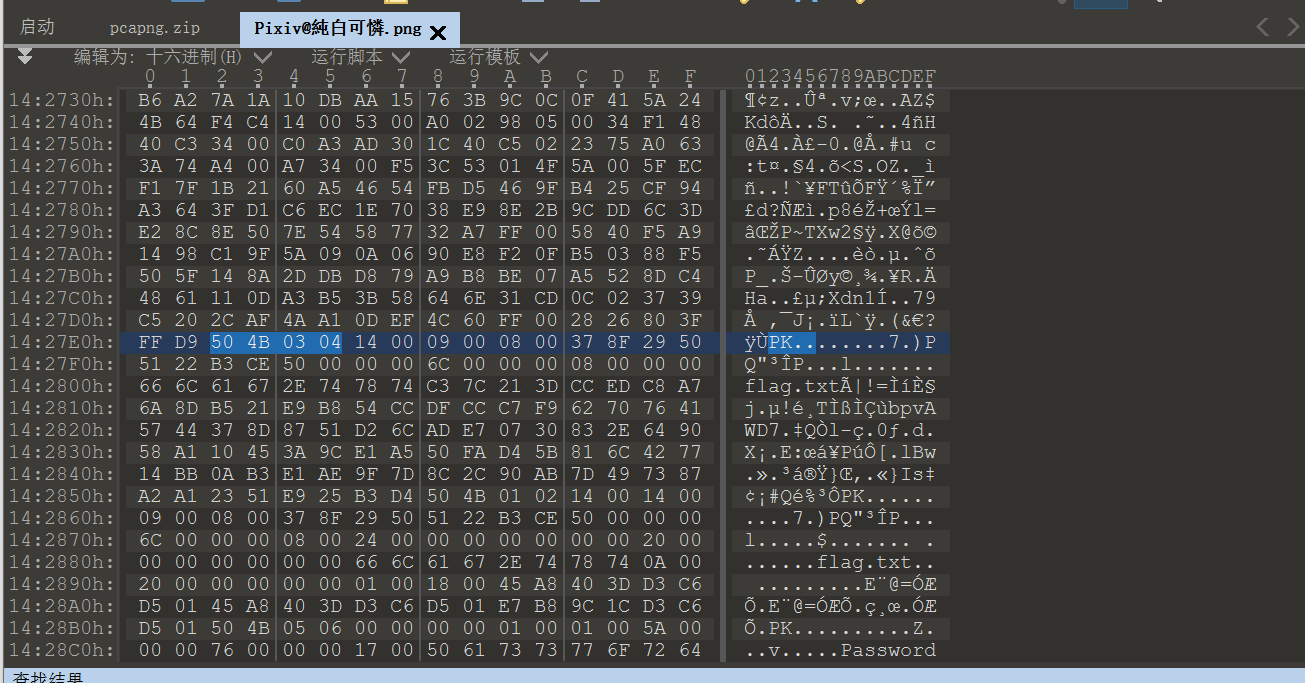 启动 pcapng.zip Pixiv@純白可憐.png
编辑为: 十六进制(H) 运行脚本 运行模板
0 1 2 3 4 5 6 7 8 9 A B C D E F 0123456789ABCDEF
14:2730h: B6 A2 7A 1A 10 DB AA 15 76 3B 9C 0C 0F 41 5A 24 ¶¢z..Ûª.v;œ..AZ$
14:2740h: 4B 64 F4 C4 14 00 53 00 A0 02 98 05 00 34 F1 48 KdôÄ..S. .˜..4ñH
14:2750h: 40 C3 34 00 C0 A3 AD 30 1C 40 C5 02 23 75 A0 63 @Ã4.À£-0.@Å.#u c
14:2760h: 3A 74 A4 00 A7 34 00 F5 3C 53 01 4F 5A 00 5F EC :t¤.§4.õ<S.OZ._ì
14:2770h: F1 7F 1B 21 60 A5 46 54 FB D5 46 9F B4 25 CF 94 ñ..!`¥FTûÕFŸ´%Ï”
14:2780h: A3 64 3F D1 C6 EC 1E 70 38 E9 8E 2B 9C DD 6C 3D £d?ÑÆì.p8éŽ+œÝl=
14:2790h: E2 8C 8E 50 7E 54 58 77 32 A7 FF 00 58 40 F5 A9 âŒŽP~TXw2§ÿ.X@õ©
14:27A0h: 14 98 C1 9F 5A 09 0A 06 90 E8 F2 0F B5 03 88 F5 .˜ÁŸZ....èò.µ.ˆõ
14:27B0h: 50 5F 14 8A 2D DB D8 79 A9 B8 BE 07 A5 52 8D C4 P_.Š-ÛØy©¸¾.¥R.Ä
14:27C0h: 48 61 11 0D A3 B5 3B 58 64 6E 31 CD 0C 02 37 39 Ha..£µ;Xdn1Í..79
14:27D0h: C5 20 2C AF 4A A1 0D EF 4C 60 FF 00 28 26 80 3F Å ,¯J¡.ïL`ÿ.(&€?
14:27E0h: FF D9 50 4B 03 04 14 00 09 00 08 00 37 8F 29 50 ÿÙPK........7.)P
14:27F0h: 51 22 B3 CE 50 00 00 00 6C 00 00 00 08 00 00 00 Q"³ÎP...l.......
14:2800h: 66 6C 61 67 2E 74 78 74 C3 7C 21 3D CC ED C8 A7 flag.txtÃ|!=ÌíÈ§
14:2810h: 6A 8D B5 21 E9 B8 54 CC DF CC C7 F9 62 70 76 41 j.µ!é¸TÌßÌÇùbpvA
14:2820h: 57 44 37 8D 87 51 D2 6C AD E7 07 30 83 2E 64 90 WD7.‡QÒl-ç.0ƒ.d.
14:2830h: 58 A1 10 45 3A 9C E1 A5 50 FA D4 5B 81 6C 42 77 X¡.E:œá¥PúÔ[.lBw
14:2840h: 14 BB 0A B3 E1 AE 9F 7D 8C 2C 90 AB 7D 49 73 87 .».³á®Ÿ}Œ,.«}Is‡
14:2850h: A2 A1 23 51 E9 25 B3 D4 50 4B 01 02 14 00 14 00 ¢¡#Qé%³ÔPK......
14:2860h: 09 00 08 00 37 8F 29 50 51 22 B3 CE 50 00 00 00 ....7.)PQ"³ÎP...
14:2870h: 6C 00 00 00 08 00 24 00 00 00 00 00 00 00 20 00 l.....$....... .
14:2880h: 00 00 00 00 00 00 66 6C 61 67 2E 74 78 74 0A 00 ......flag.txt..
14:2890h: 20 00 00 00 00 00 01 00 18 00 45 A8 40 3D D3 C6  .........E¨@=ÓÆ
14:28A0h: D5 01 45 A8 40 3D D3 C6 D5 01 E7 B8 9C 1C D3 C6 Õ.E¨@=ÓÆÕ.ç¸œ.ÓÆ
14:28B0h: D5 01 50 4B 05 06 00 00 00 00 01 00 01 00 5A 00 Õ.PK..........Z.
14:28C0h: 00 00 76 00 00 00 17 00 50 61 73 73 77 6F 72 64 ..v.....Password
查找结果